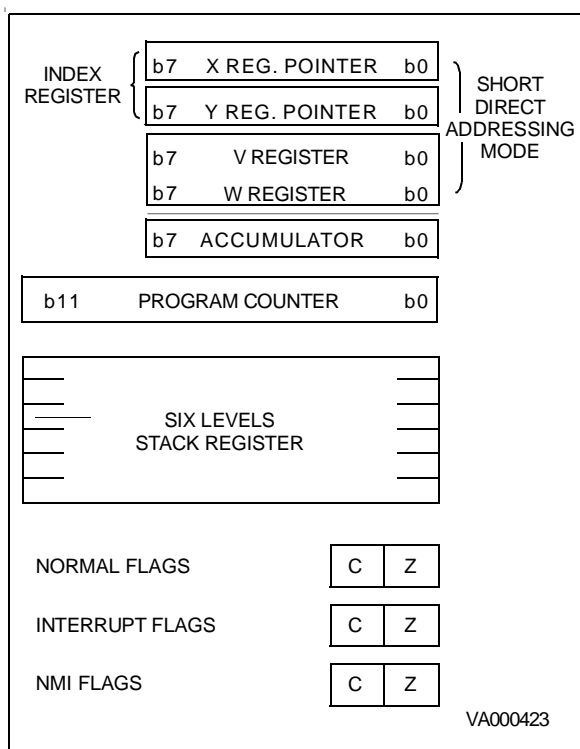 INDEX
REGISTER
b7 X REG. POINTER b0
b7 Y REG. POINTER b0
SHORT
DIRECT
ADDRESSING
MODE
b7 V REGISTER b0
b7 W REGISTER b0
b7 ACCUMULATOR b0
b11 PROGRAM COUNTER b0
SIX LEVELS
STACK REGISTER
NORMAL FLAGS C Z
INTERRUPT FLAGS C Z
NMI FLAGS C Z
VA000423